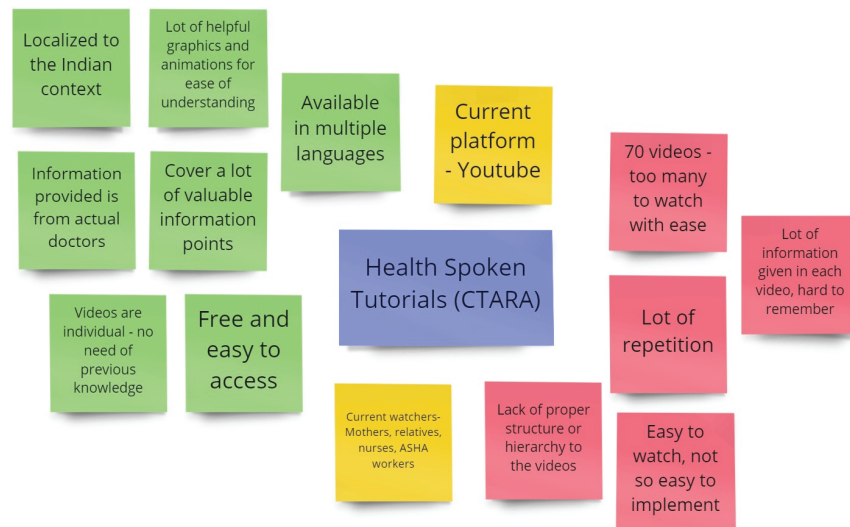 Localized to
the Indian
context
Lot of helpful
graphics and
animations for
ease of
understanding
Available
in multiple
languages
Information
provided is
from actual
doctors
Cover a lot
of valuable
information
points
Videos are
individual - no
need of
previous
knowledge
Free and
easy to
access
Current
platform
- Youtube
Health Spoken
Tutorials (CTARA)
Current watchers-
Mothers, relatives,
nurses, ASHA
workers
70 videos -
too many
to watch
with ease
Lot of
information
given in each
video, hard to
remember
Lot of
repetition
Lack of proper
structure or
hierarchy to
the videos
Easy to
watch, not
so easy to
implement